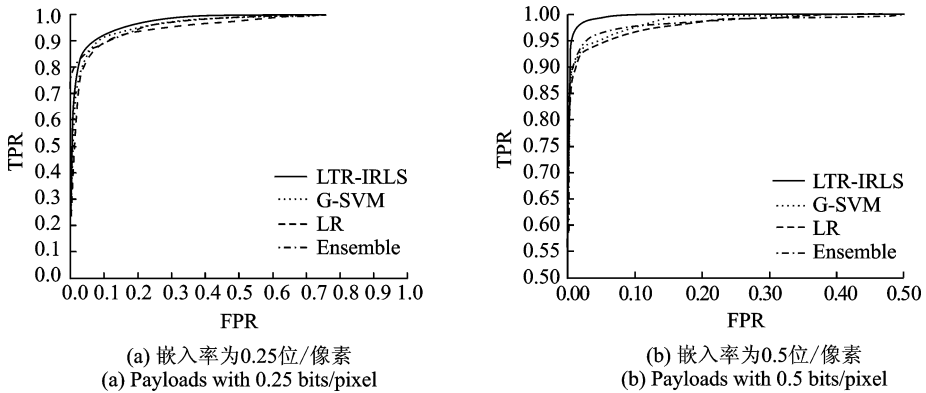 1.0
0.9
0.8
0.7
0.6
0.5
0.4
0.3
0.2
0.1
0.0
TPR
LTR-IRLS
G-SVM
LR
Ensemble
0.0 0.1 0.2 0.3 0.4 0.5 0.6 0.7 0.8 0.9 1.0
FPR
(a) 嵌入率为0.25位/像素
(a) Payloads with 0.25 bits/pixel
1.00
0.95
0.90
0.85
0.80
0.75
0.70
0.65
0.60
0.55
0.50
TPR
LTR-IRLS
G-SVM
LR
Ensemble
0.00 0.10 0.20 0.30 0.40 0.50
FPR
(b) 嵌入率为0.5位/像素
(b) Payloads with 0.5 bits/pixel